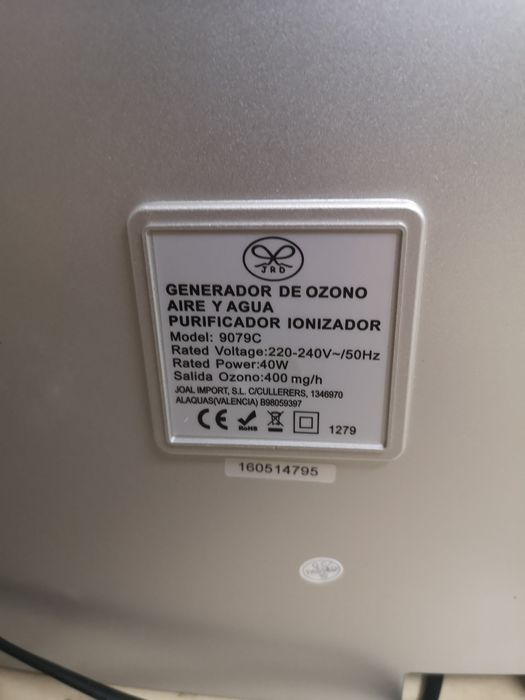 JRD
GENERADOR DE OZONO
AIRE Y AGUA
PURIFICADOR IONIZADOR
Model: 9079C
Rated Voltage:220-240V~/50Hz
Rated Power:40W
Salida Ozono:400 mg/h
JOAL IMPORT, S.L. C/CULLERERS, 1346970
ALAQUAS(VALENCIA) B98059397
CE RoHS 1279
160514795